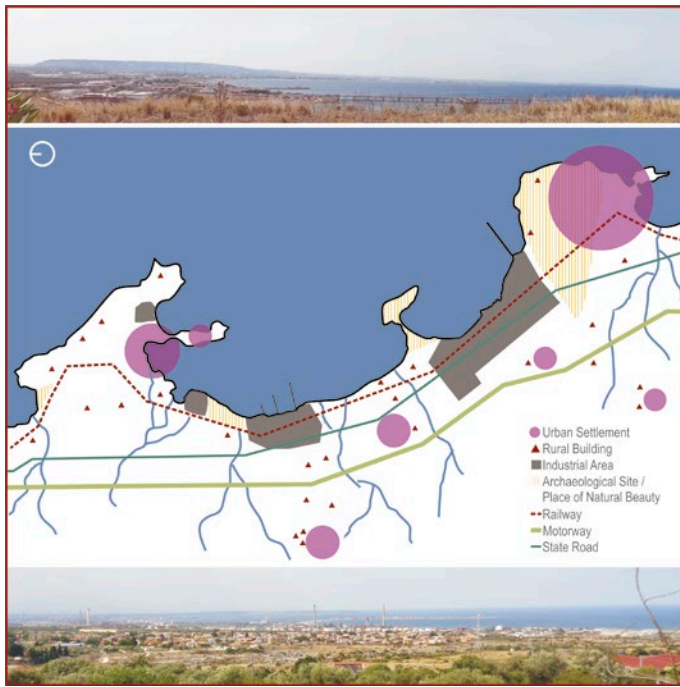 Urban Settlement
Rural Building
Industrial Area
Archaeological Site /
Place of Natural Beauty
Railway
Motorway
State Road